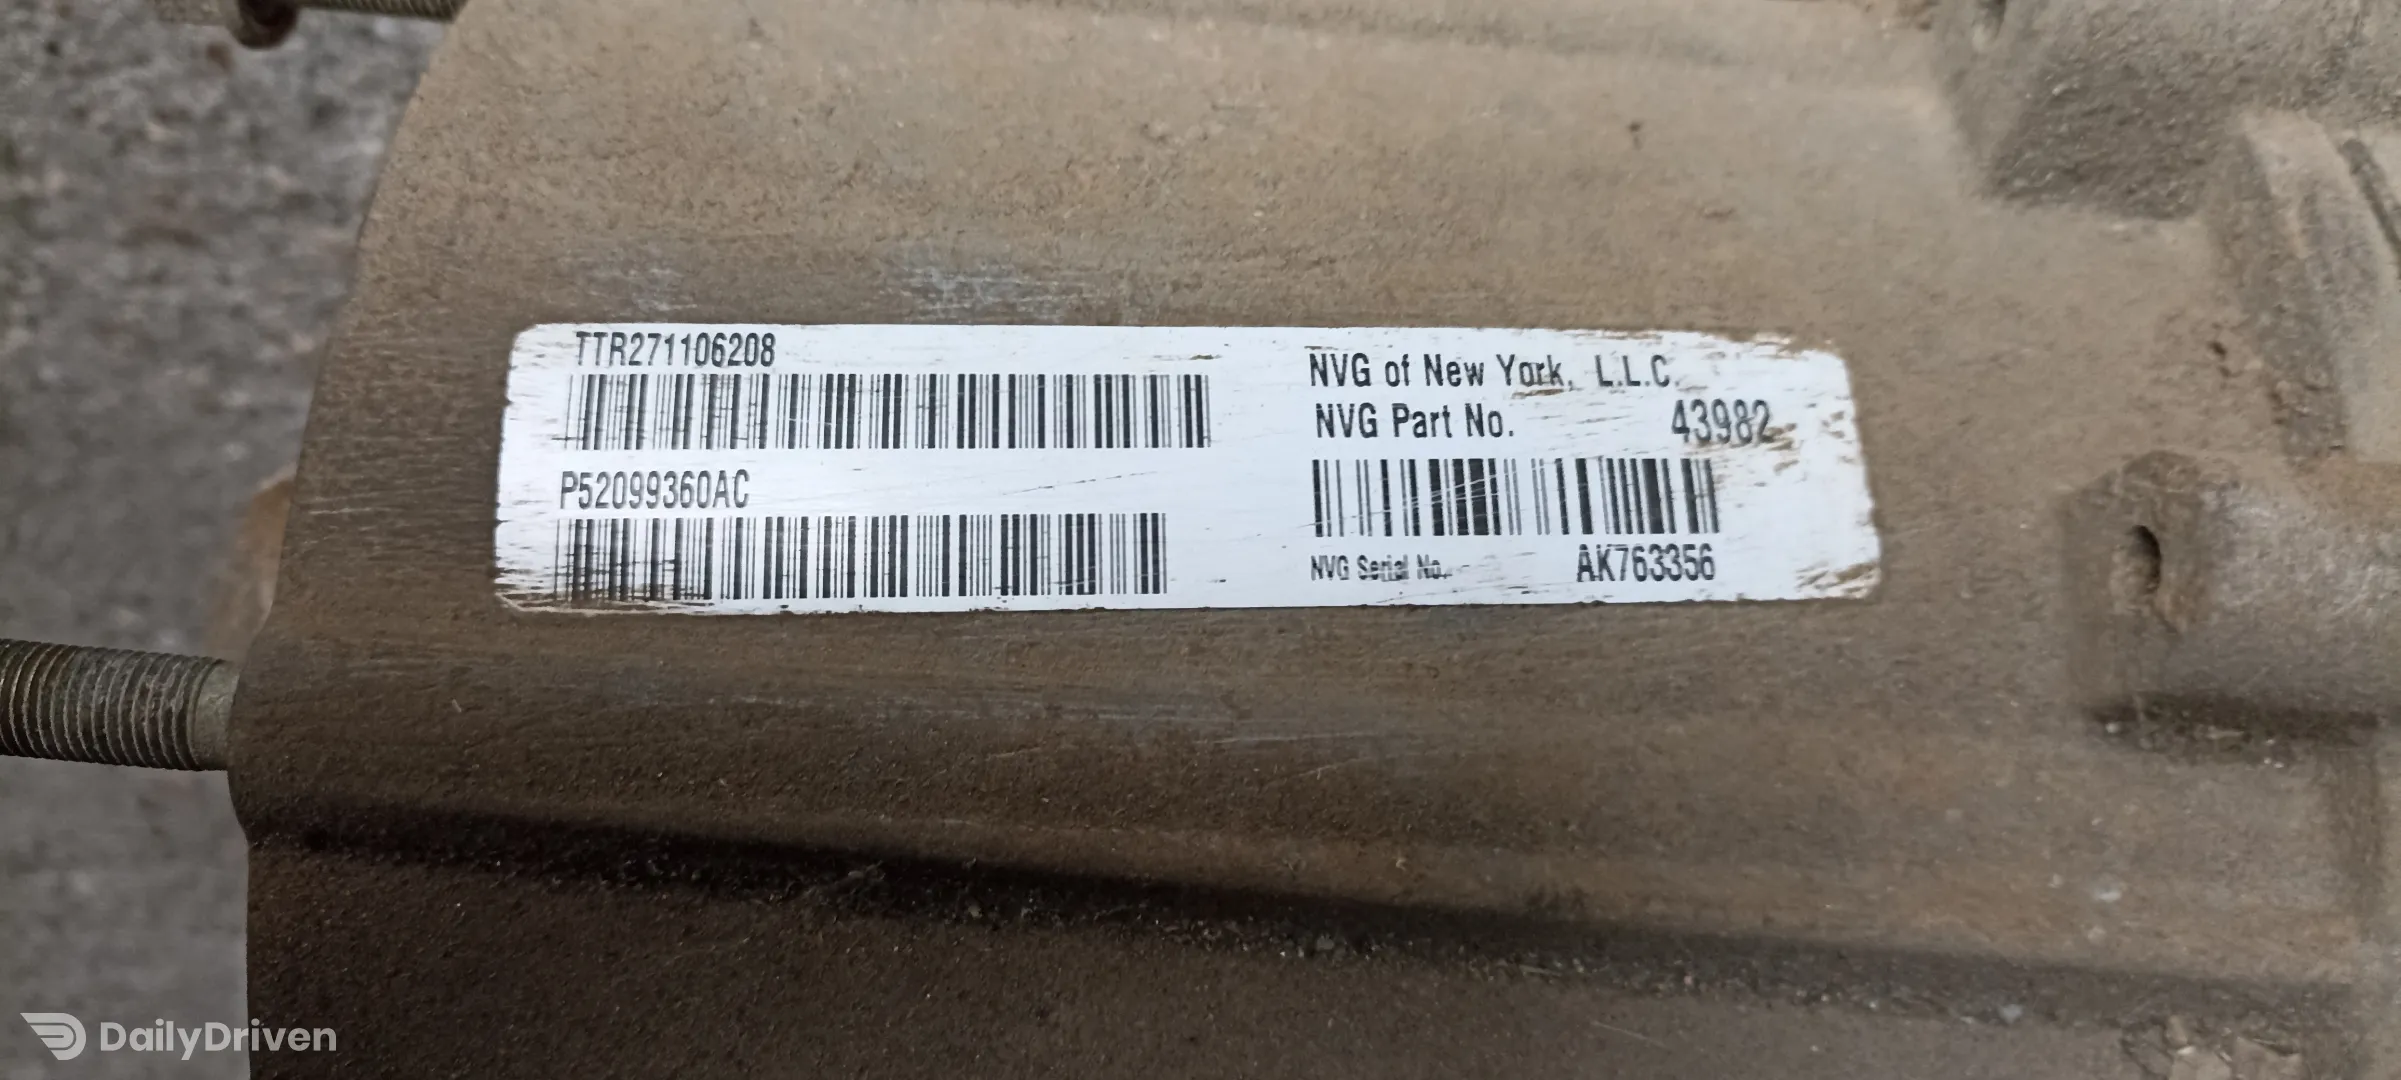 TTR271106208
P52099360AC
NVG of New York, L.L.C.
NVG Part No. 43982
NVG Serial No. AK763356
DailyDriven